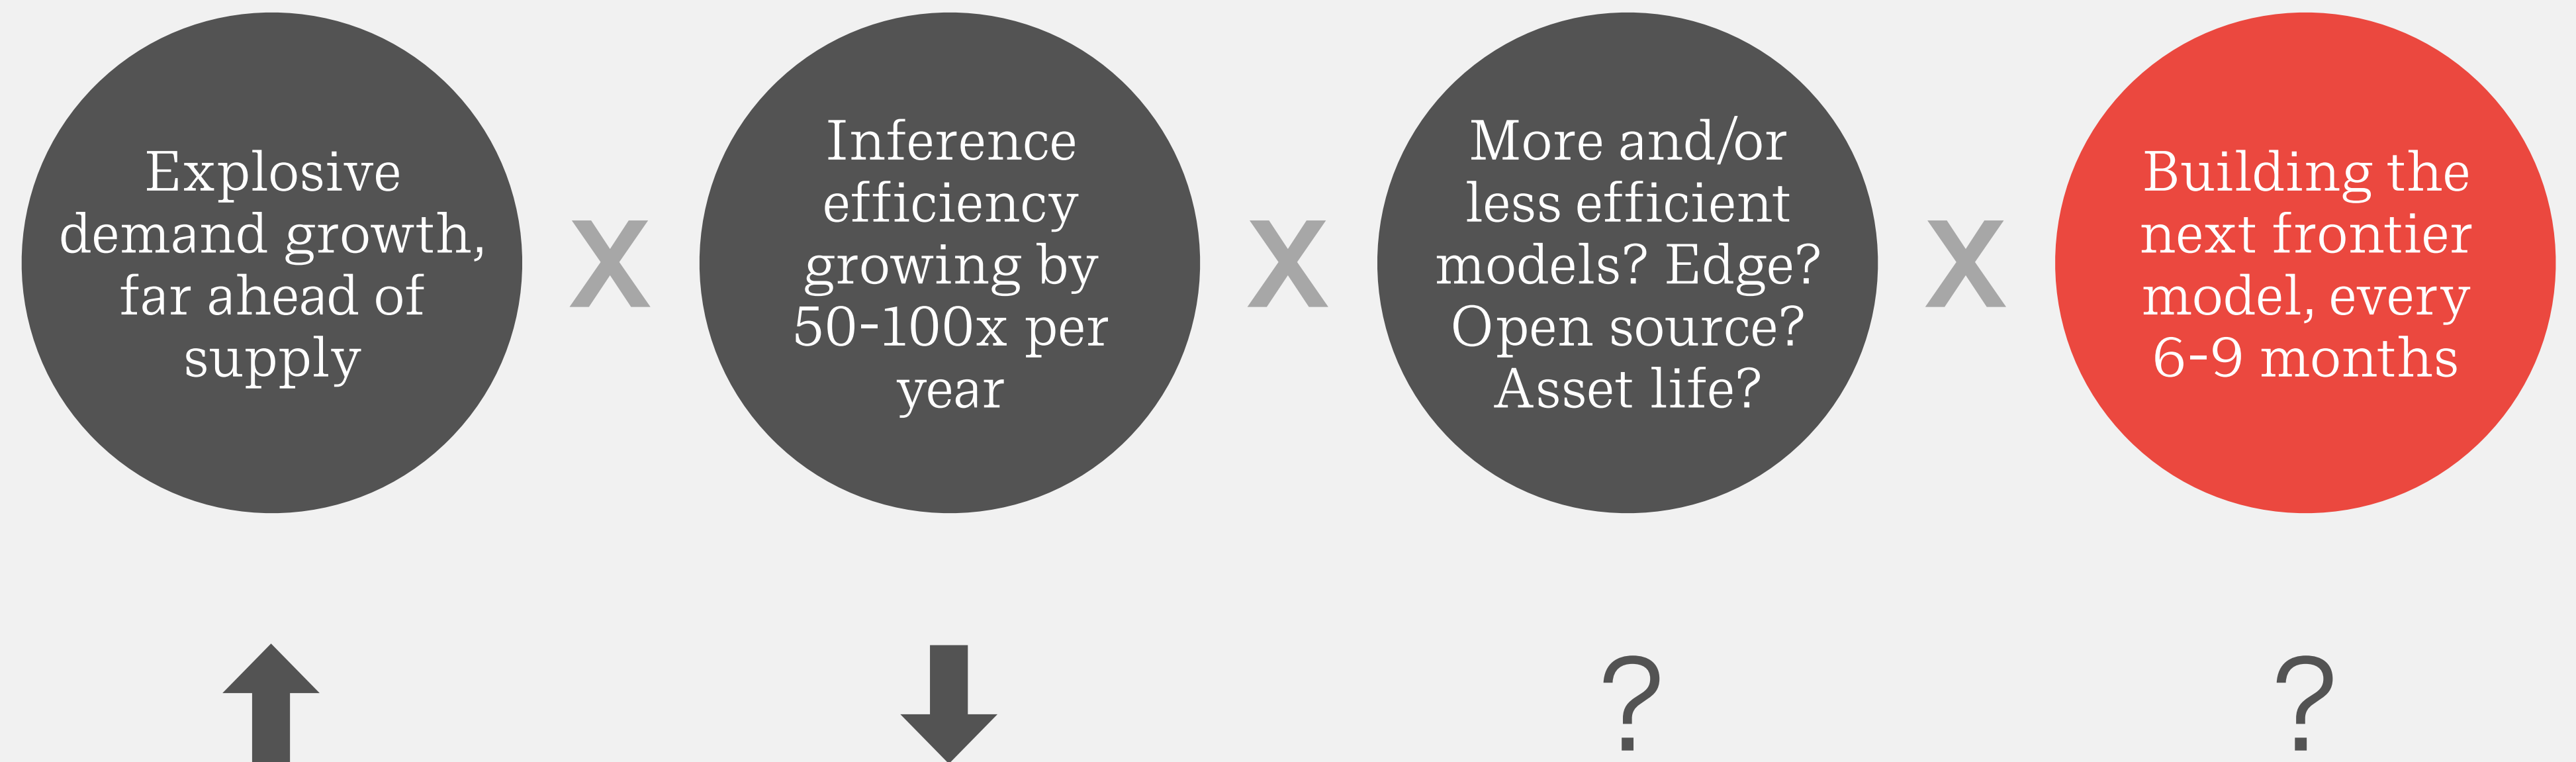 Explosive
demand growth,
far ahead of
supply
X
Inference
efficiency
growing by
50-100x per
year
X
More and/or
less efficient
models? Edge?
Open source?
Asset life?
X
Building the
next frontier
model, every
6-9 months
?
?